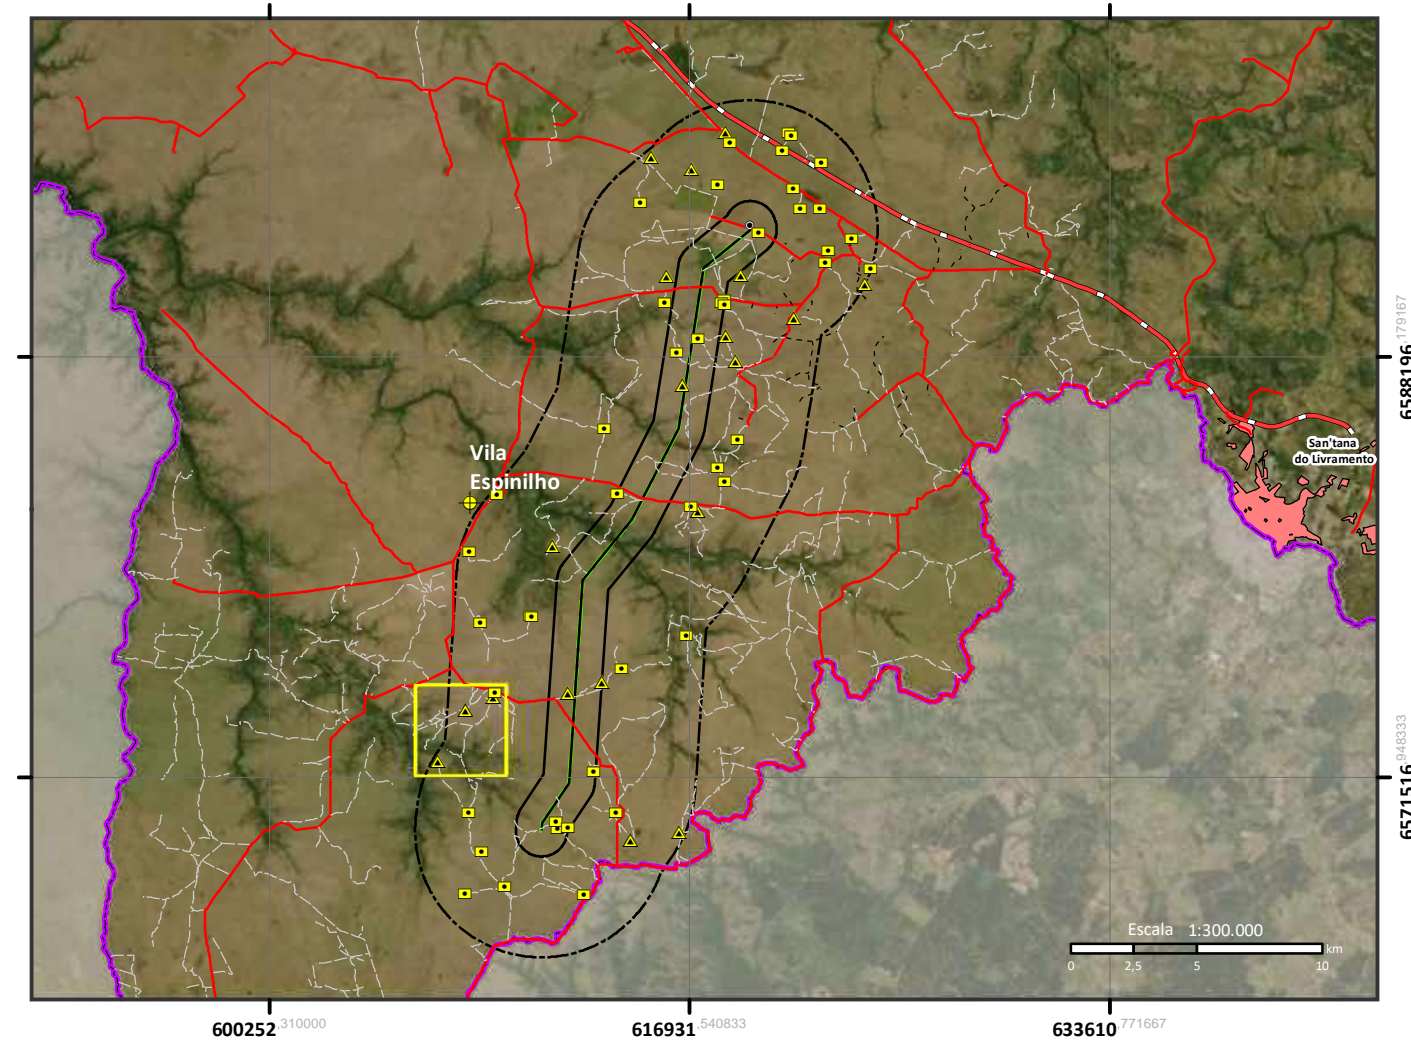 6588196,179167
Vila
Espinilho
San'tana
do Livramento
6571516,948333
Escala 1:300.000
km
0 2,5 5 10
600252,310000 616931,540833 633610,771667